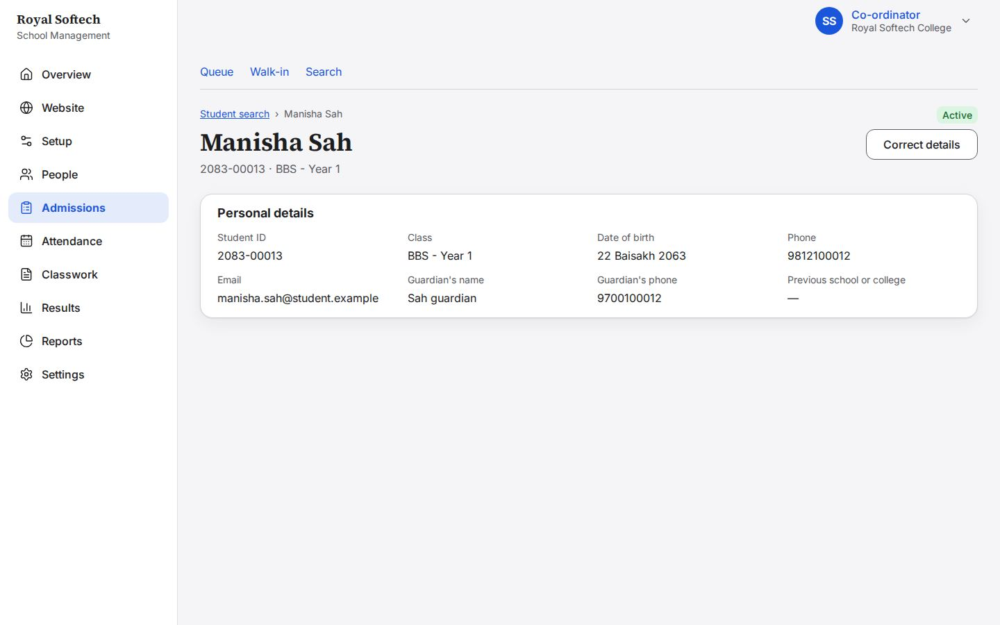 Royal Softech
School Management
Overview
Website
Setup
People
Admissions
Attendance
Classwork
Results
Reports
Settings
SS
Co-ordinator
Royal Softech College
Queue Walk-in Search
Student search › Manisha Sah
Active
Manisha Sah
Correct details
2083-00013 · BBS - Year 1
Personal details
Student ID Class Date of birth Phone
2083-00013 BBS - Year 1 22 Baisakh 2063 9812100012
Email Guardian's name Guardian's phone Previous school or college
manisha.sah@student.example Sah guardian 9700100012 —